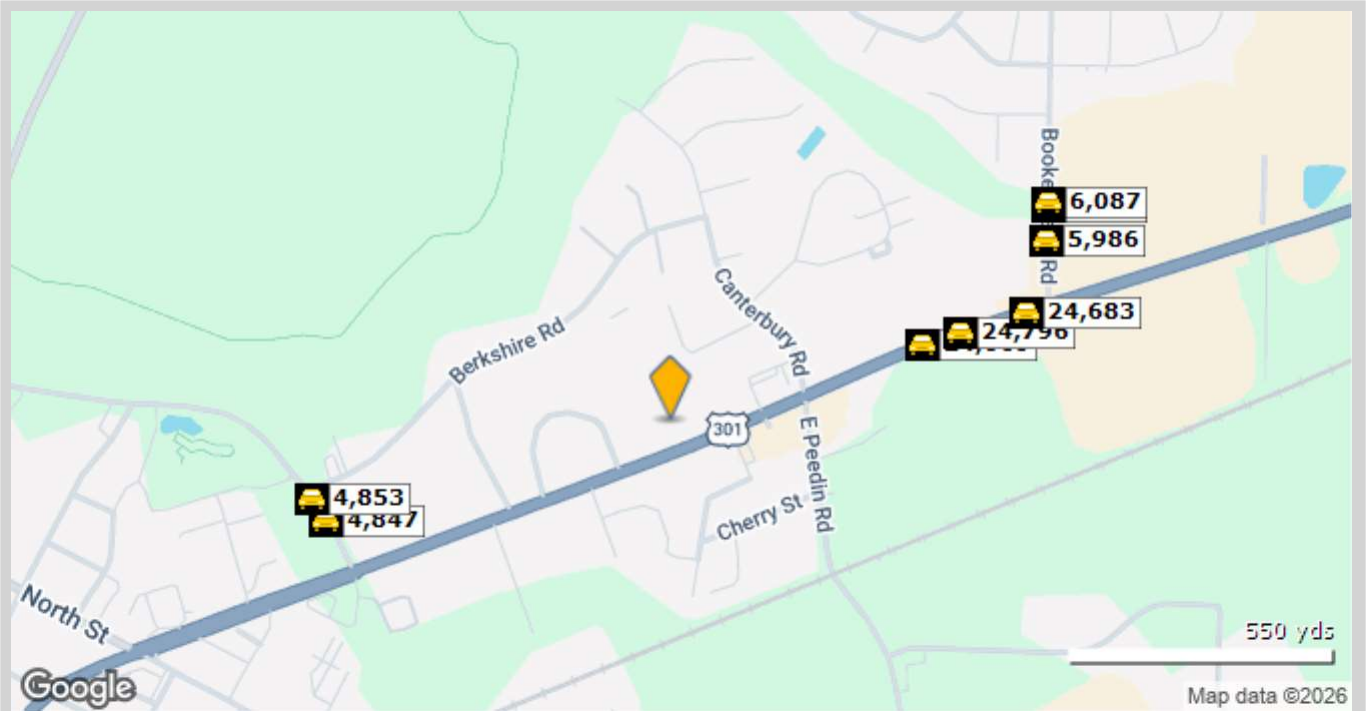 Booke
6,087
5,986
Rd
24,683
24,796
Canterbury Rd
Berkshire Rd
301
E Peedin Rd
4,853
4,847
Cherry St
North St
550 yds
Google
Map data ©2026